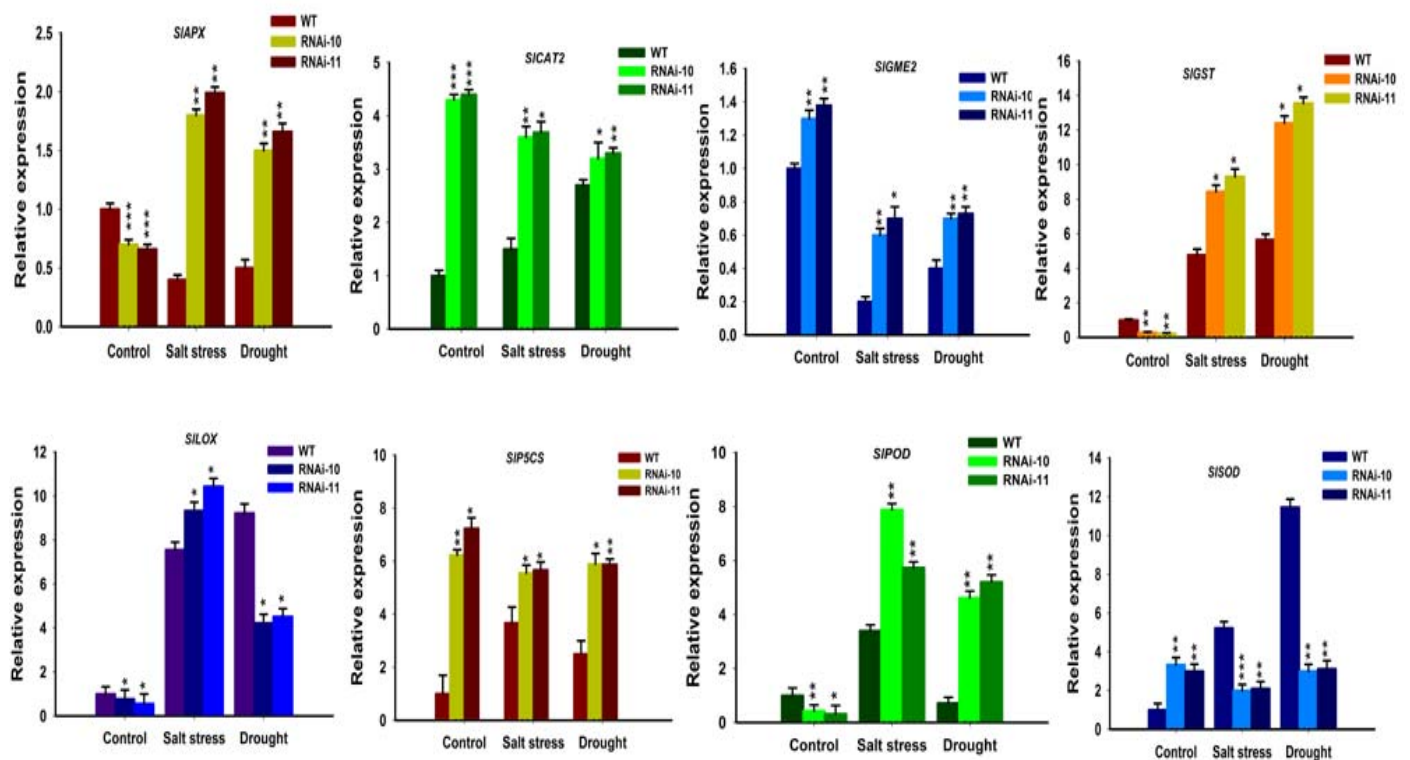 SlAPX
WT
RNAi-10
RNAi-11
Relative expression
2.5
2.0
1.5
1.0
0.5
0.0
*** ***
** **
** **
Control Salt stress Drought
SlCAT2
WT
RNAi-10
RNAi-11
Relative expression
5
4
3
2
1
0
*** ***
** *
* **
Control Salt stress Drought
SlGME2
WT
RNAi-10
RNAi-11
Relative expression
1.6
1.4
1.2
1.0
0.8
0.6
0.4
0.2
0.0
** **
** *
** **
Control Salt stress Drought
SlGST
WT
RNAi-10
RNAi-11
Relative expression
16
14
12
10
8
6
4
2
0
** **
* *
* *
Control Salt stress Drought
SlLOX
WT
RNAi-10
RNAi-11
Relative expression
12
10
8
6
4
2
0
* *
* *
* *
Control Salt stress Drought
SlP5CS
WT
RNAi-10
RNAi-11
Relative expression
10
8
6
4
2
0
** *
* *
* **
Control Salt stress Drought
SlPOD
WT
RNAi-10
RNAi-11
Relative expression
10
8
6
4
2
0
** *
** **
** **
Control Salt stress Drought
SlSOD
WT
RNAi-10
RNAi-11
Relative expression
14
12
10
8
6
4
2
0
** **
*** **
** **
Control Salt stress Drought